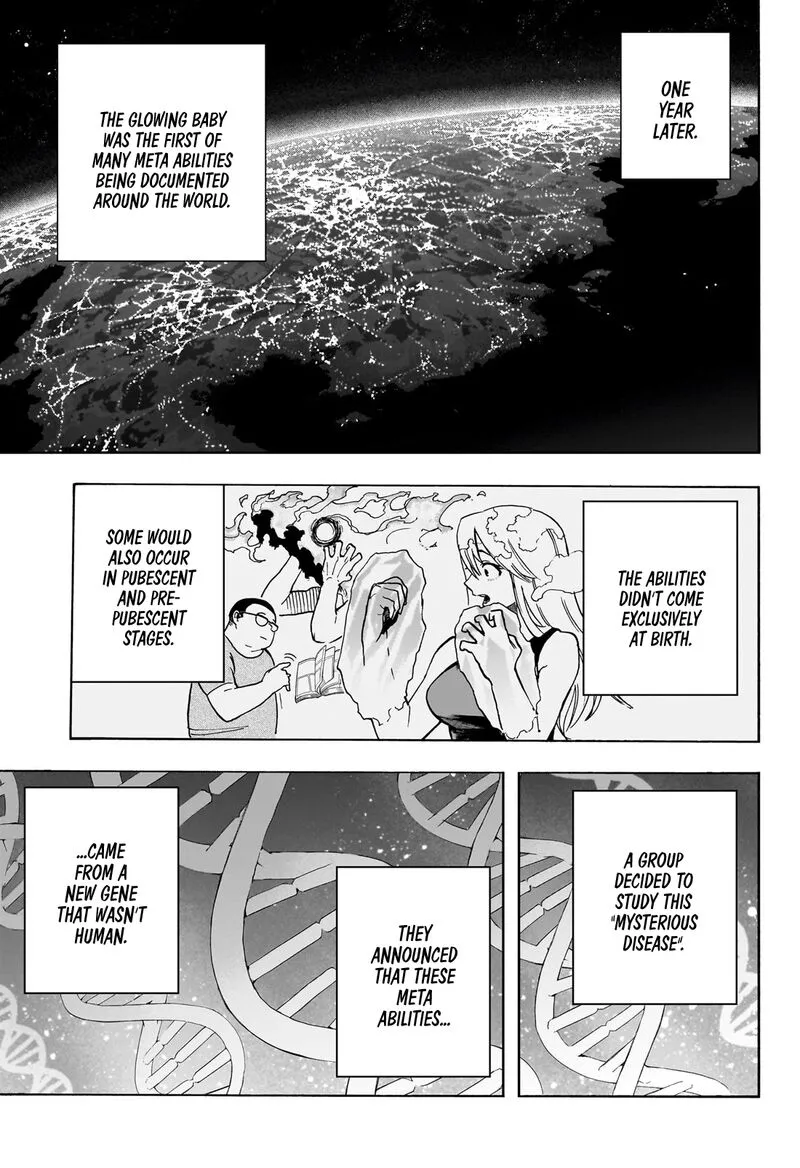 ONE
YEAR
LATER.
THE GLOWING BABY
WAS THE FIRST OF
MANY META ABILITIES
BEING DOCUMENTED
AROUND THE WORLD.
THE ABILITIES
DIDN'T COME
EXCLUSIVELY
AT BIRTH.
SOME WOULD
ALSO OCCUR
IN PUBESCENT
AND PRE-
PUBESCENT
STAGES.
A GROUP
DECIDED TO
STUDY THIS
"MYSTERIOUS
DISEASE".
THEY
ANNOUNCED
THAT THESE
META
ABILITIES...
...CAME
FROM A
NEW GENE
THAT WASN'T
HUMAN.